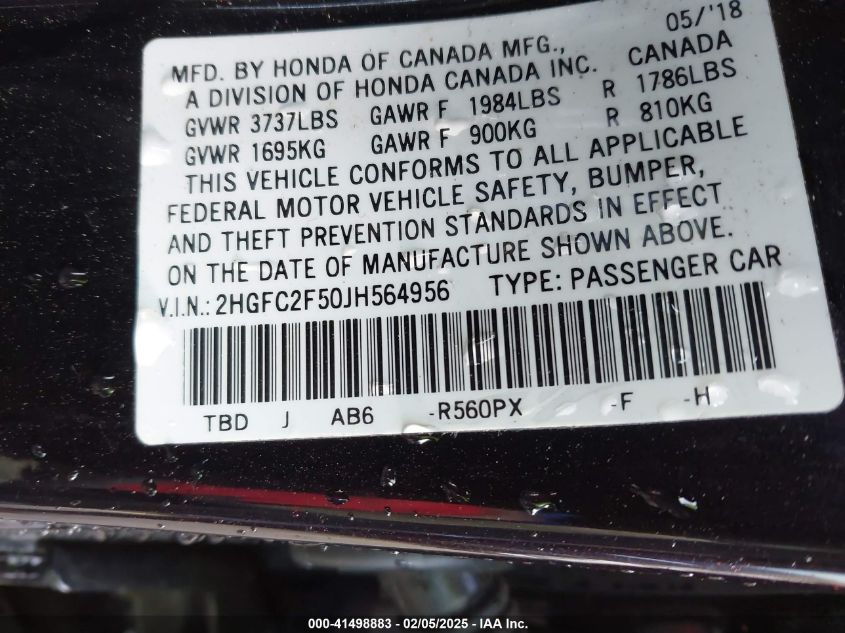 05/'18
MFD. BY HONDA OF CANADA MFG., CANADA
A DIVISION OF HONDA CANADA INC.
GVWR 3737LBS GAWR F 1984LBS R 1786LBS
GVWR 1695KG GAWR F 900KG R 810KG
THIS VEHICLE CONFORMS TO ALL APPLICABLE
FEDERAL MOTOR VEHICLE SAFETY, BUMPER,
AND THEFT PREVENTION STANDARDS IN EFFECT
ON THE DATE OF MANUFACTURE SHOWN ABOVE.
V.I.N.: 2HGFC2F50JH564956 TYPE: PASSENGER CAR
TBD J AB6 -R560PX -F -H
000-41498883 - 02/05/2025 - IAA Inc.